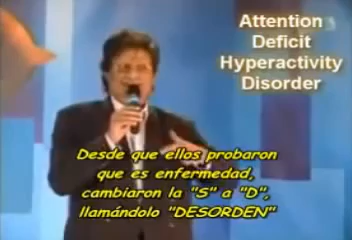 Attention
Deficit
Hyperactivity
Disorder
Desde que ellos probaron
que es enfermedad,
cambiaron la "S" a "D",
llamándolo "DESORDEN"